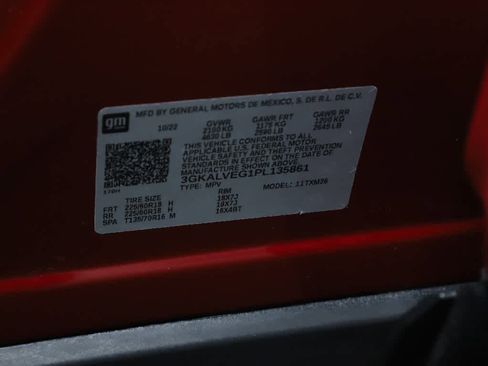 gm
MFD BY GENERAL MOTORS DE MEXICO, S. DE R.L. DE C.V.
10/22 GVWR GAWR FRT GAWR RR
2100 KG 1175 KG 1200 KG
4630 LB 2590 LB 2645 LB
THIS VEHICLE CONFORMS TO ALL
APPLICABLE U.S. FEDERAL MOTOR
VEHICLE SAFETY, AND THEFT PREVENTION
STANDARDS IN EFFECT ON THE DATE OF
MANUFACTURE SHOWN ABOVE.
3GKALVEG1PL135861
TYPE: MPV MODEL: 11TXM26
TIRE SIZE RIM
FRT 225/60R18 H 18X7J
RR 225/60R18 H 18X7J
SPA T135/70R16 M 16X4BT